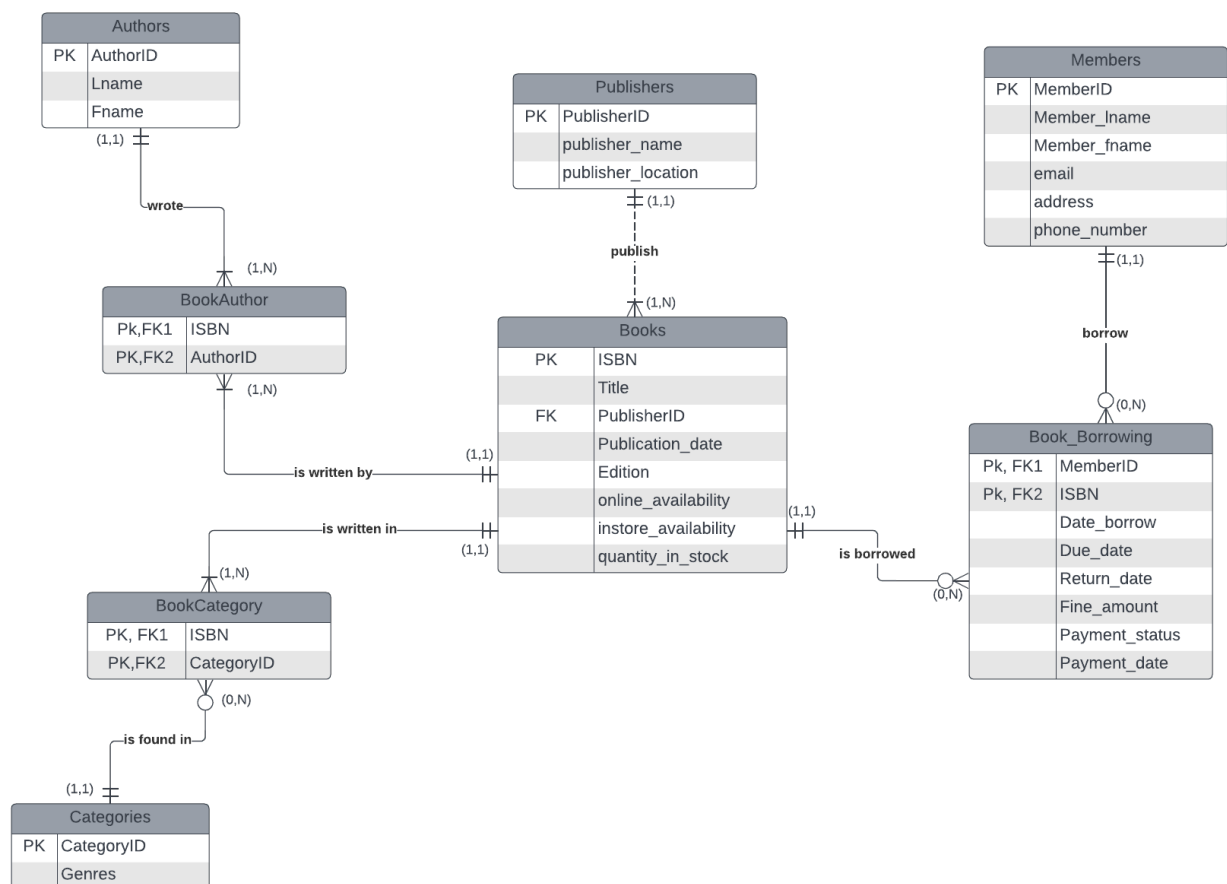 Authors
PK AuthorID
Lname
Fname
(1,1)
wrote
(1,N)
BookAuthor
Pk,FK1 ISBN
PK,FK2 AuthorID
(1,N)
is written by
(1,1)
Publishers
PK PublisherID
publisher_name
publisher_location
(1,1)
publish
(1,N)
Books
PK ISBN
Title
FK PublisherID
Publication_date
Edition
online_availability
instore_availability
quantity_in_stock
(1,1)
is written in
(1,N)
BookCategory
PK, FK1 ISBN
PK,FK2 CategoryID
(0,N)
is found in
(1,1)
Categories
PK CategoryID
Genres
Members
PK MemberID
Member_lname
Member_fname
email
address
phone_number
(1,1)
borrow
(0,N)
(1,1)
is borrowed
(0,N)
Book_Borrowing
Pk, FK1 MemberID
Pk, FK2 ISBN
Date_borrow
Due_date
Return_date
Fine_amount
Payment_status
Payment_date